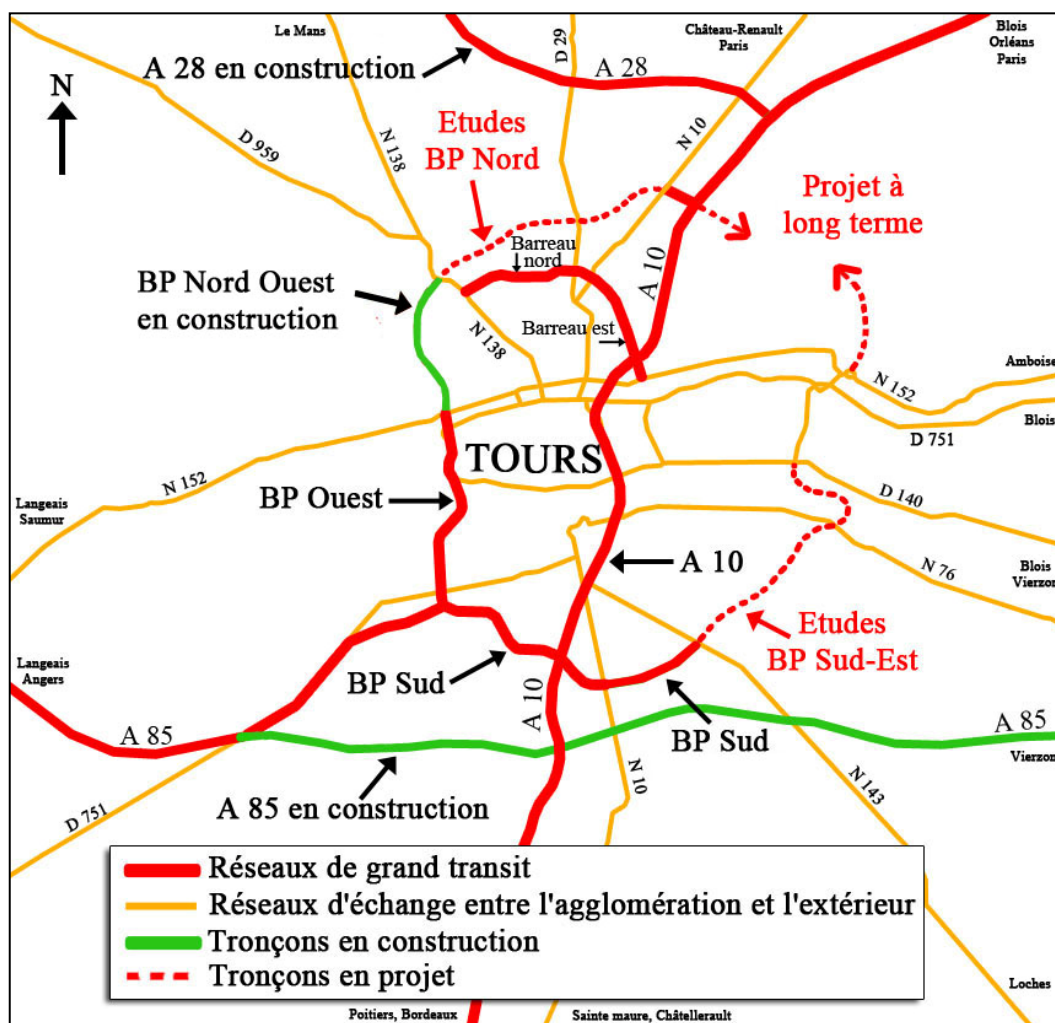 Le Mans
D 29
Château-Renault
Paris
Blois
Orléans
Paris
A 28 en construction
A 28
N
D 959
N 138
Etudes
BP Nord
N 10
Projet à
long terme
Barreau
nord
A 10
BP Nord Ouest
en construction
N 138
Barreau est
Amboise
N 152
Blois
D 751
TOURS
N 152
BP Ouest
D 140
Langeais
Saumur
A 10
N 76
Blois
Vierzon
Etudes
BP Sud-Est
Langeais
Angers
BP Sud
A 10
A 85
A 85
BP Sud
Vierzon
N 10
N 143
A 85 en construction
D 751
Réseaux de grand transit
Réseaux d'échange entre l'agglomération et l'extérieur
Tronçons en construction
Tronçons en projet
Loches
Poitiers, Bordeaux
Sainte maure, Châtellerault